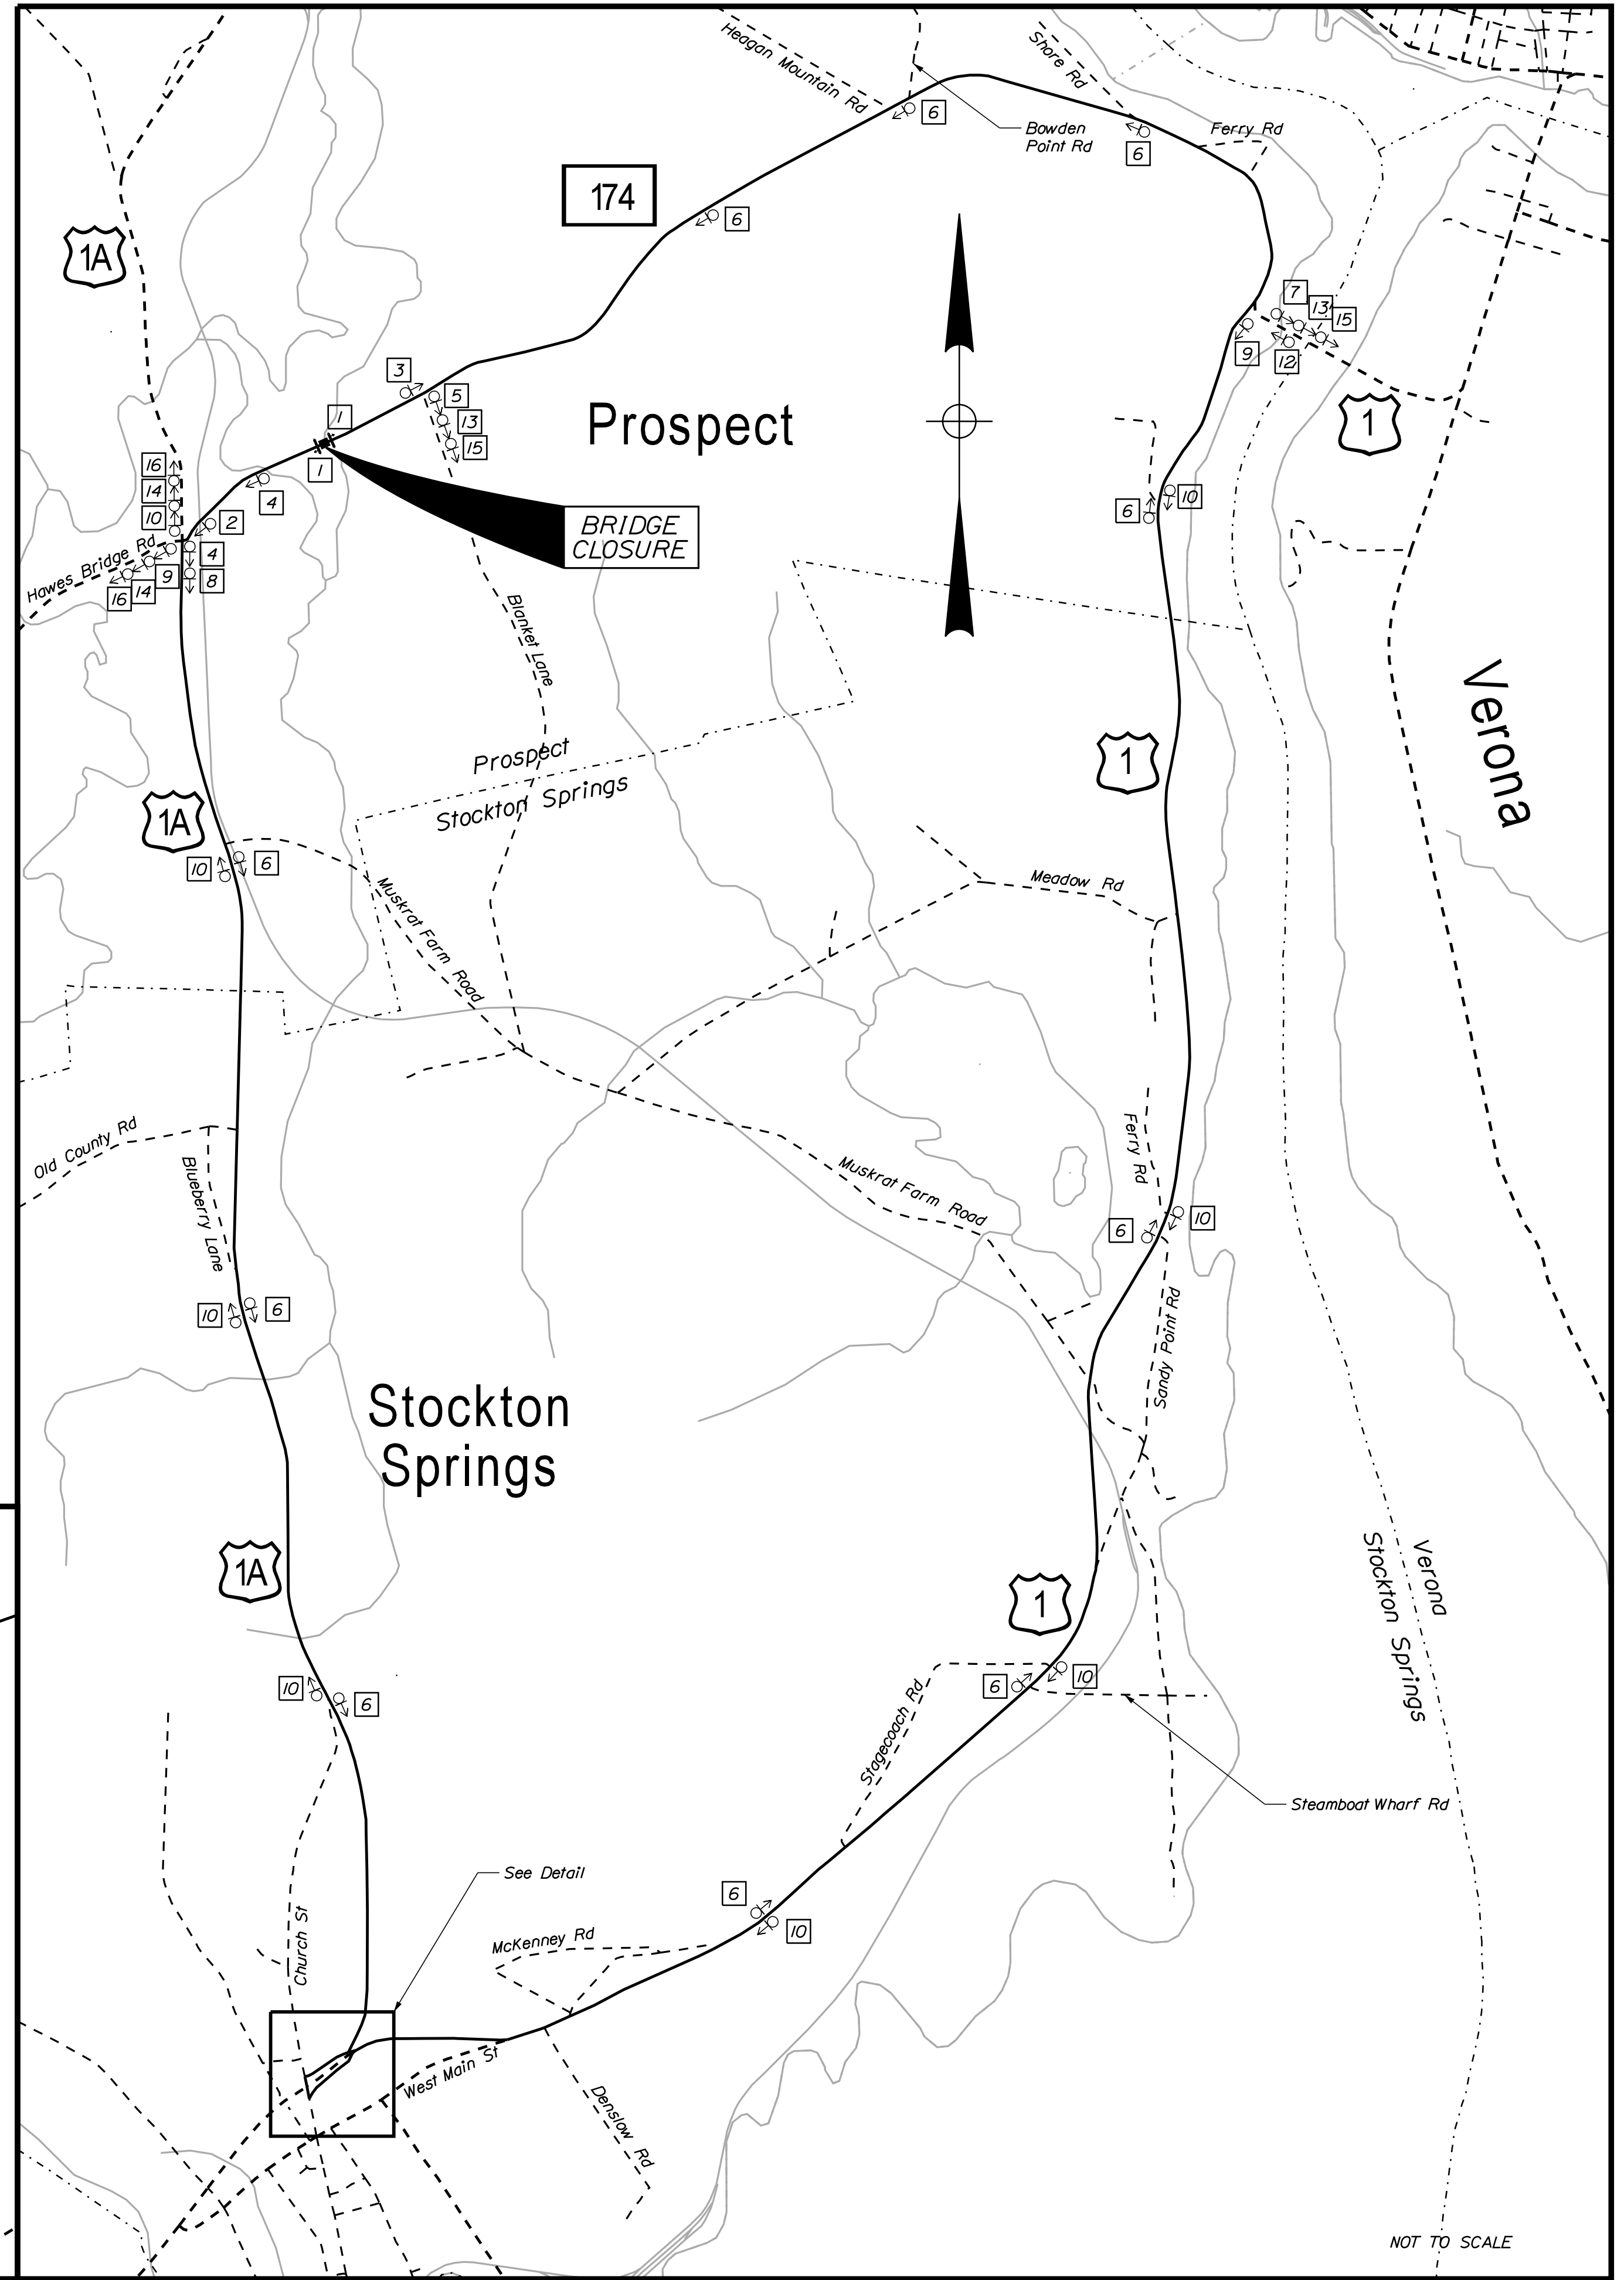 Heagan Mountain Rd
Shore Rd
6
Bowden
Point Rd
6
Ferry Rd
174
6
1A
7
13
15
9
12
3
5
13
15
1
1
Prospect
1
16
14
10
4
2
6
10
BRIDGE
CLOSURE
Hawes Bridge Rd
4
8
9
14
16
Blanket Lane
Verona
Prospect
Stockton Springs
1
1A
10
6
Meadow Rd
Muskrat Farm Road
Old County Rd
Blueberry Lane
Ferry Rd
Muskrat Farm Road
6
10
10
6
Sandy Point Rd
Stockton
Springs
1A
1
Verona
Stockton Springs
10
6
6
10
Stagecoach Rd
Steamboat Wharf Rd
See Detail
6
10
McKenney Rd
Church St
West Main St
Denslow Rd
NOT TO SCALE